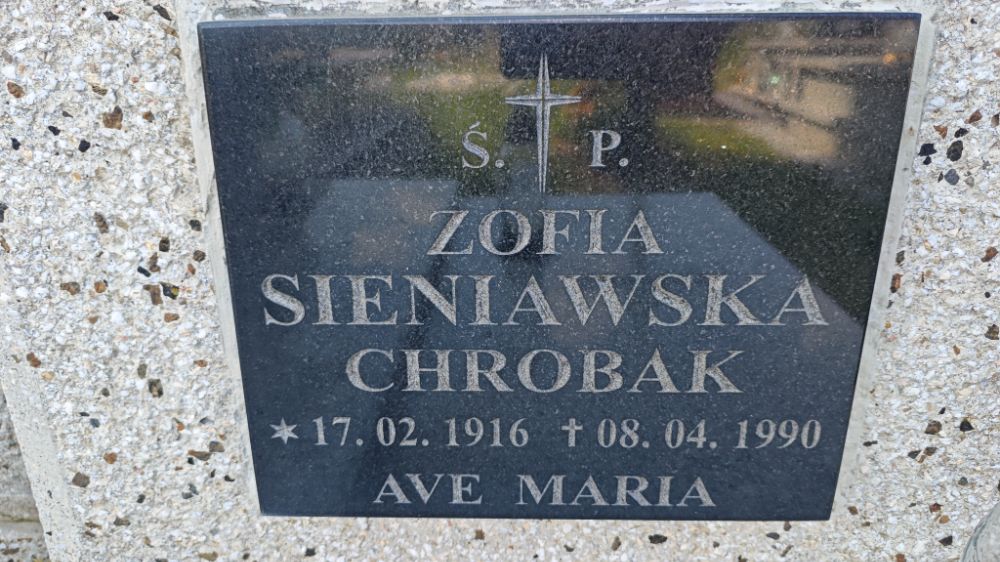 Ś. P.
ZOFIA
SIENIAWSKA
CHROBAK
* 17. 02. 1916 † 08. 04. 1990
AVE MARIA